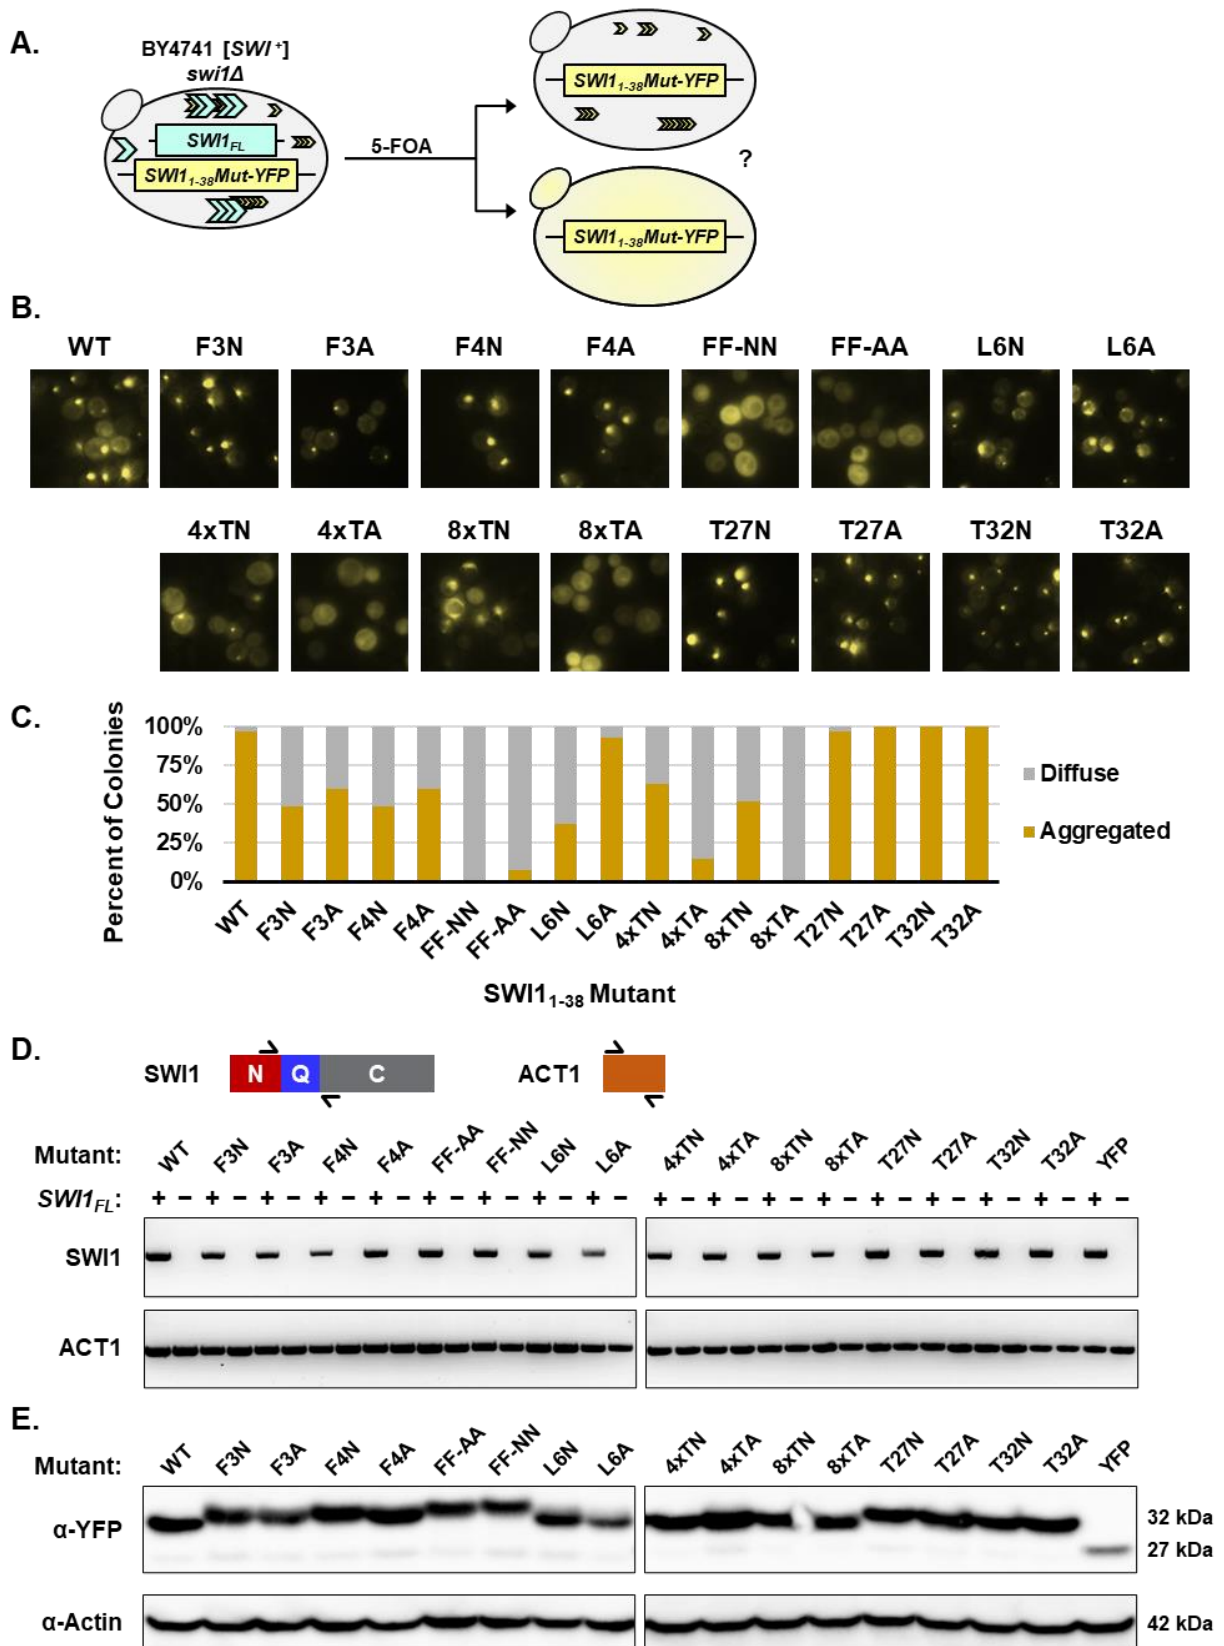 A.
BY4741 [SWI+]
swi1Δ
SWI1FL
SWI11-38Mut-YFP
5-FOA
SWI11-38Mut-YFP
?
SWI11-38Mut-YFP
B.
WT F3N F3A F4N F4A FF-NN FF-AA L6N L6A
4xTN 4xTA 8xTN 8xTA T27N T27A T32N T32A
C.
Percent of Colonies
100%
75%
50%
25%
0%
Diffuse
Aggregated
WT F3N F3A F4N F4A FF-NN FF-AA L6N L6A 4xTN 4xTA 8xTN 8xTA T27N T27A T32N T32A
SWI11-38 Mutant
D.
SWI1 N Q C ACT1
Mutant: WT F3N F3A F4N F4A FF-AA FF-NN L6N L6A 4xTN 4xTA 8xTN 8xTA T27N T27A T32N T32A YFP
SWI1FL: + – + – + – + – + – + – + – + – + – + – + – + – + – + – + – + – + – + –
SWI1
ACT1
E.
Mutant: WT F3N F3A F4N F4A FF-AA FF-NN L6N L6A 4xTN 4xTA 8xTN 8xTA T27N T27A T32N T32A YFP
α-YFP 32 kDa
27 kDa
α-Actin 42 kDa